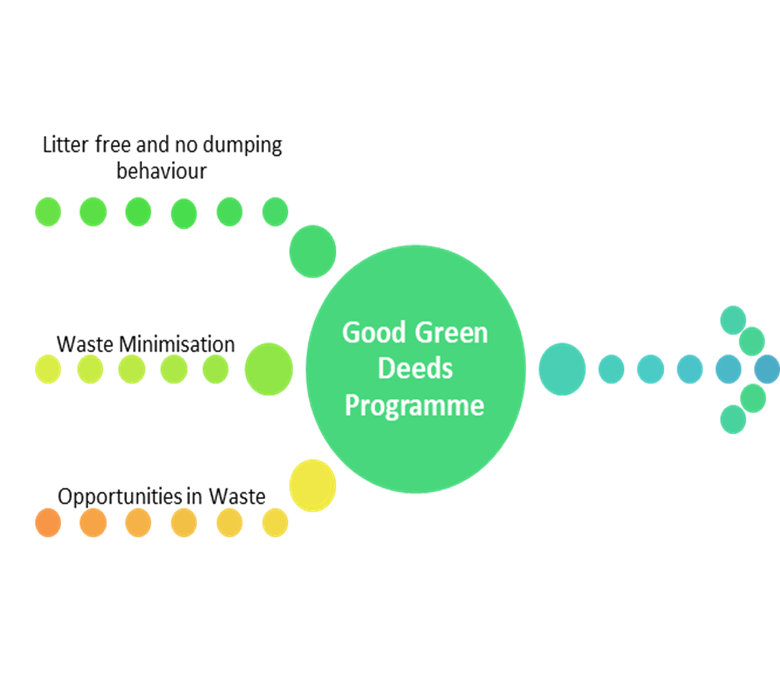 Litter free and no dumping
behaviour
Waste Minimisation
Opportunities in Waste
Good Green
Deeds
Programme